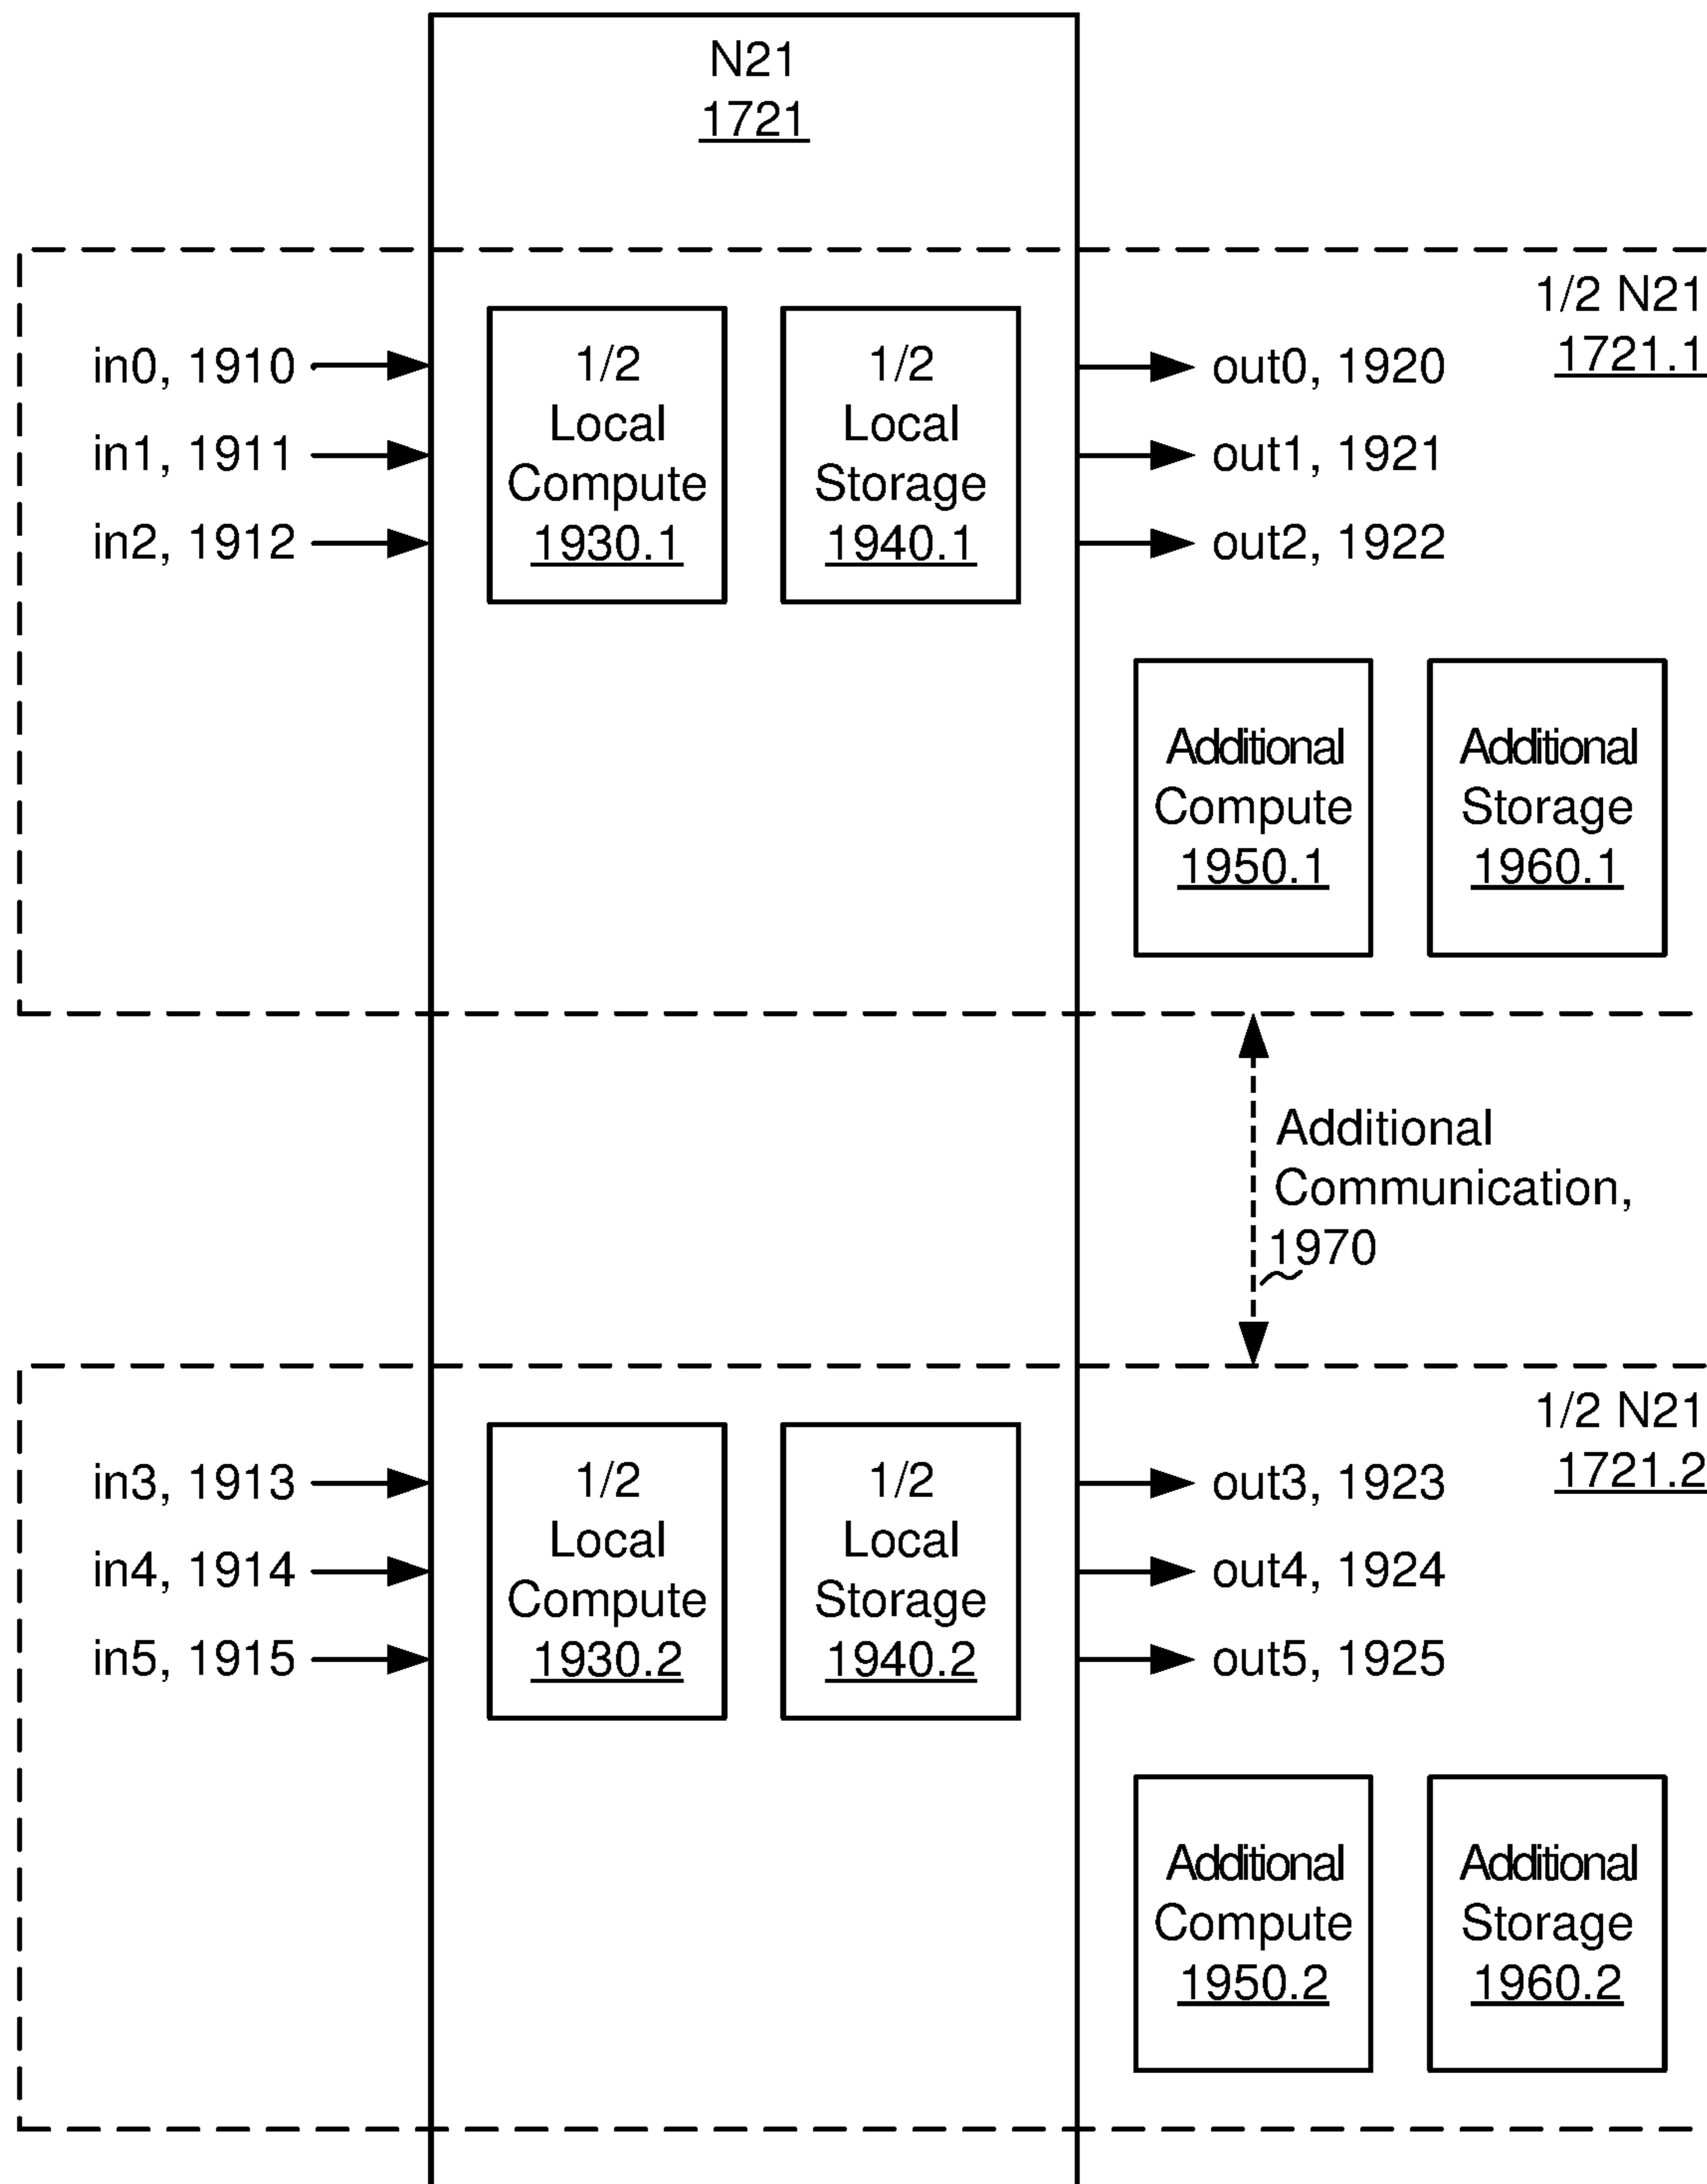 N21
1721
1/2 N21
1721.1
in0, 1910
in1, 1911
in2, 1912
1/2
Local
Compute
1930.1
1/2
Local
Storage
1940.1
out0, 1920
out1, 1921
out2, 1922
Additional
Compute
1950.1
Additional
Storage
1960.1
Additional
Communication,
1970
1/2 N21
1721.2
in3, 1913
in4, 1914
in5, 1915
1/2
Local
Compute
1930.2
1/2
Local
Storage
1940.2
out3, 1923
out4, 1924
out5, 1925
Additional
Compute
1950.2
Additional
Storage
1960.2